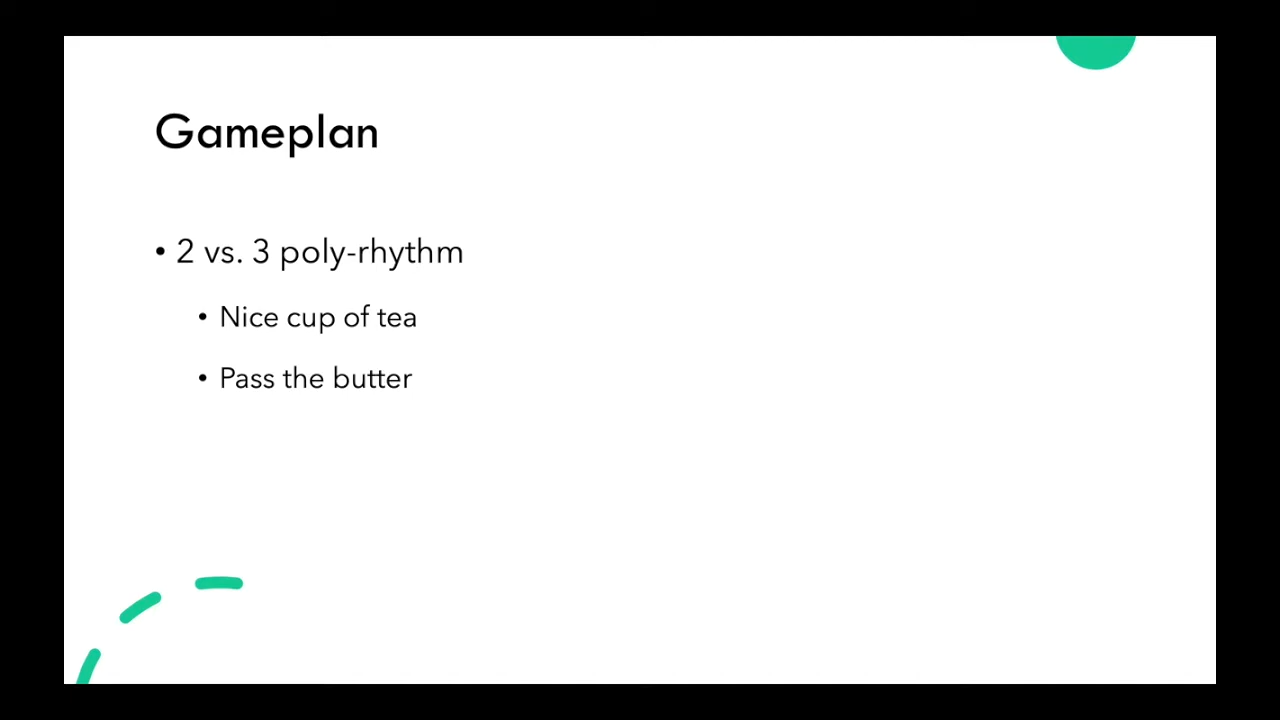 Gameplan
• 2 vs. 3 poly-rhythm
• Nice cup of tea
• Pass the butter